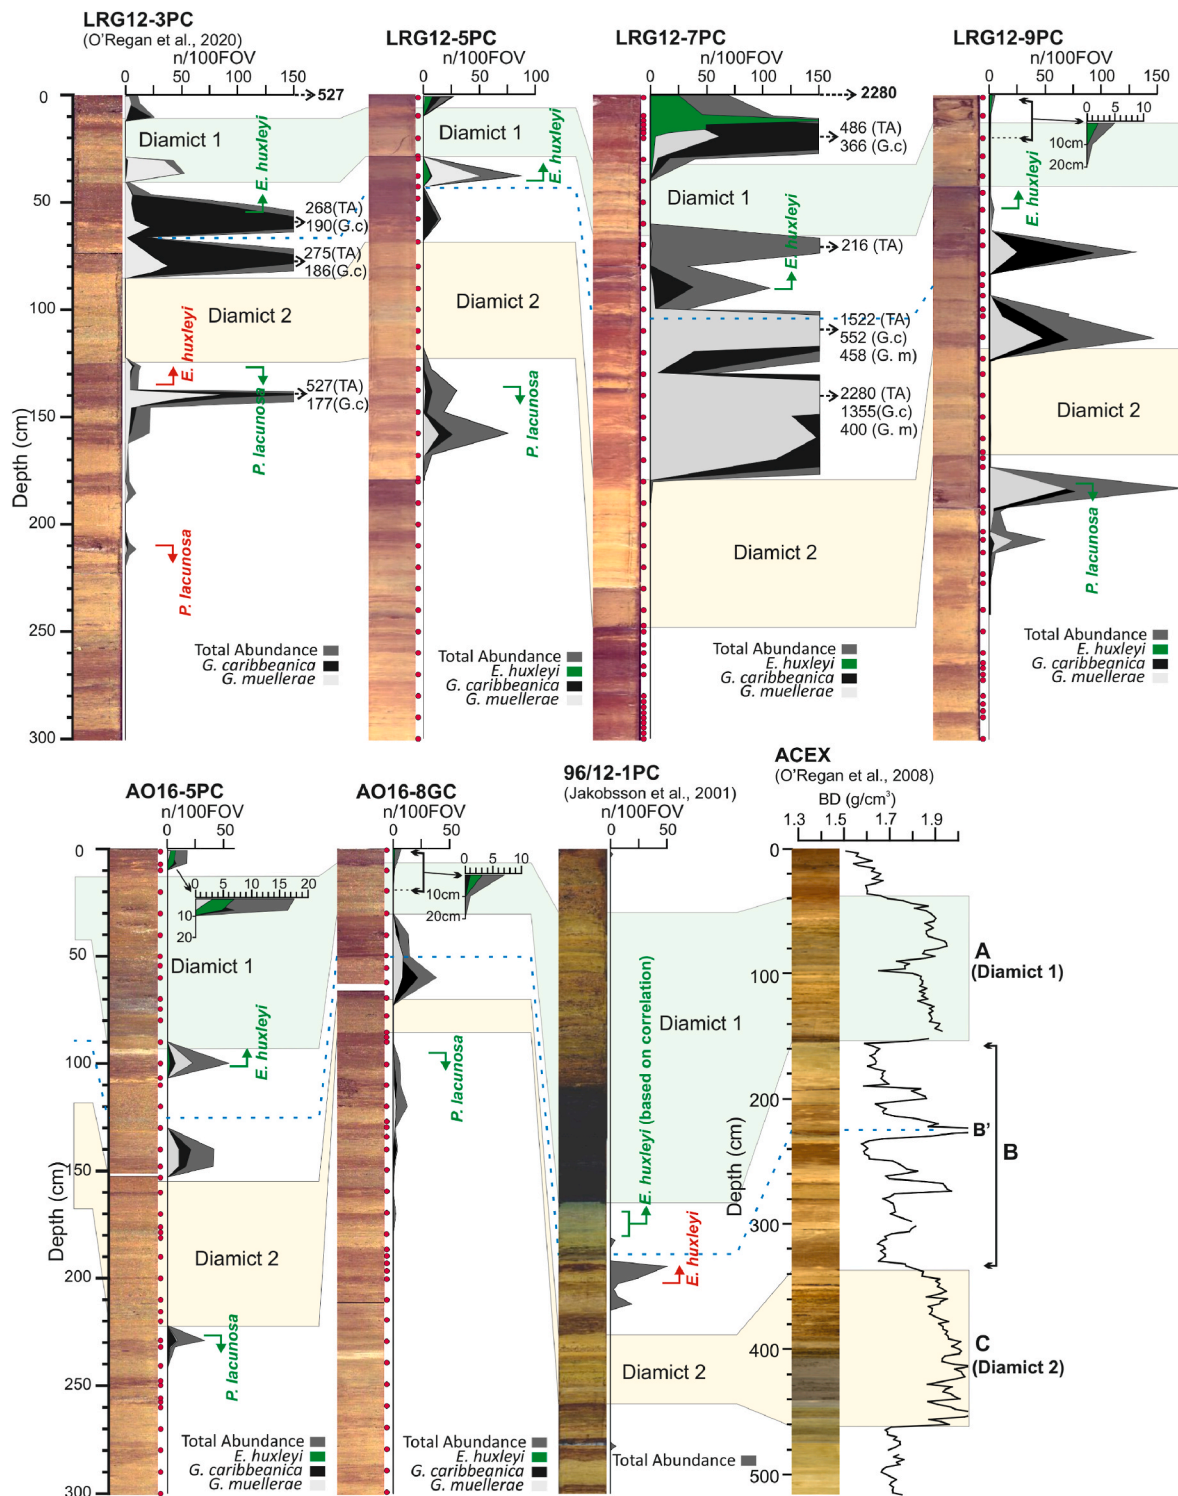 LRG12-3PC
(O'Regan et al., 2020)
n/100FOV
0 50 100 150
527
LRG12-5PC
n/100FOV
0 50 100
LRG12-7PC
n/100FOV
0 50 100 150
2280
LRG12-9PC
n/100FOV
0 50 100 150
0 5 10
10cm
20cm
Depth (cm)
0
50
100
150
200
250
300
Diamict 1
E. huxleyi
268(TA)
190(G.c)
275(TA)
186(G.c)
Diamict 2
E. huxleyi
P. lacunosa
527(TA)
177(G.c)
P. lacunosa
Total Abundance
G. caribbeanica
G. muellerae
Diamict 1
E. huxleyi
Diamict 2
P. lacunosa
Total Abundance
E. huxleyi
G. caribbeanica
G. muellerae
486 (TA)
366 (G.c)
Diamict 1
E. huxleyi
216 (TA)
1522 (TA)
552 (G.c)
458 (G. m)
2280 (TA)
1355(G.c)
400 (G. m)
Diamict 2
Total Abundance
E. huxleyi
G. caribbeanica
G. muellerae
E. huxleyi
Diamict 2
P. lacunosa
Total Abundance
E. huxleyi
G. caribbeanica
G. muellerae
AO16-5PC
n/100FOV
0 50
AO16-8GC
n/100FOV
0 50
96/12-1PC
(Jakobsson et al., 2001)
n/100FOV
0 50
ACEX
(O'Regan et al., 2008)
BD (g/cm³)
1.3 1.5 1.7 1.9
Depth (cm)
0
50
100
150
200
250
300
0 5 10 15 20
10
20
Diamict 1
E. huxleyi
Diamict 2
P. lacunosa
Total Abundance
E. huxleyi
G. caribbeanica
G. muellerae
0 5 10
10cm
20cm
P. lacunosa
Total Abundance
E. huxleyi
G. caribbeanica
G. muellerae
Diamict 1
E. huxleyi (based on correlation)
E. huxleyi
Diamict 2
Total Abundance
Depth (cm)
0
100
200
300
400
500
A
(Diamict 1)
B'
B
C
(Diamict 2)